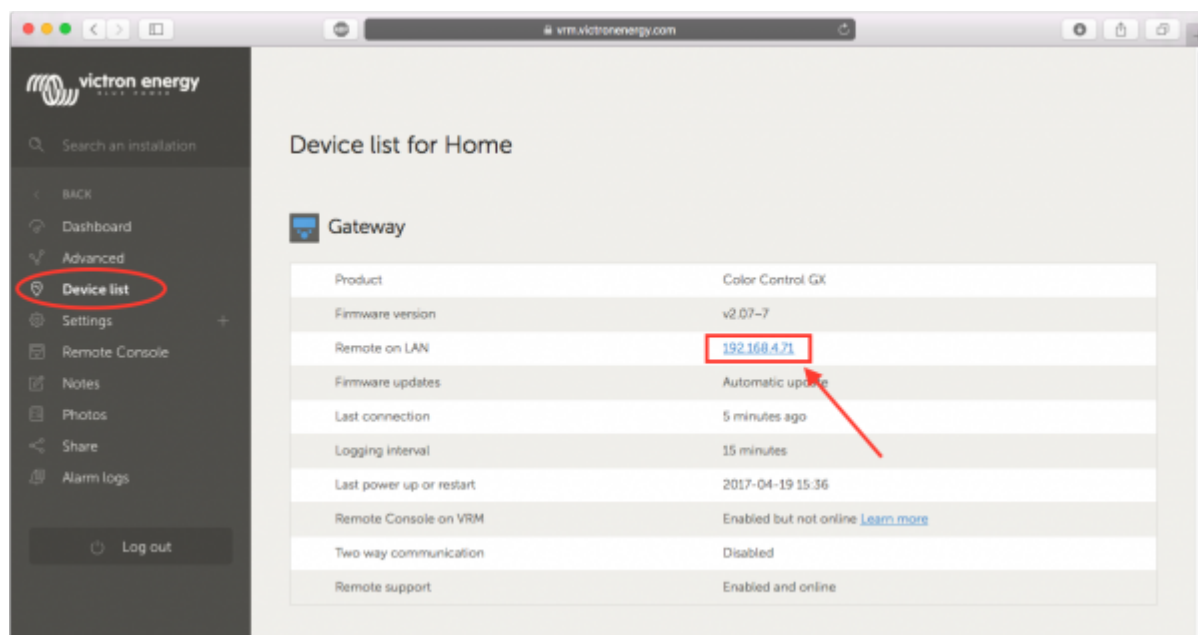 vrm.victronenergy.com
victron energy
BLUE POWER
Search an installation
BACK
Dashboard
Advanced
Device list
Settings
Remote Console
Notes
Photos
Share
Alarm logs
Log out
Device list for Home
Gateway
Product Color Control GX
Firmware version v2.07-7
Remote on LAN 192.168.4.71
Firmware updates Automatic update
Last connection 5 minutes ago
Logging interval 15 minutes
Last power up or restart 2017-04-19 15:36
Remote Console on VRM Enabled but not online Learn more
Two way communication Disabled
Remote support Enabled and online